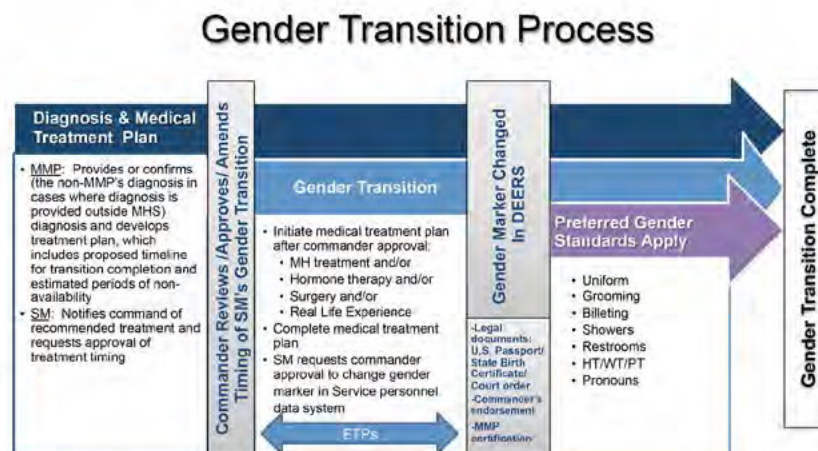 Gender Transition Process
Diagnosis & Medical
Treatment Plan
• MMP: Provides or confirms
(the non-MMP's diagnosis in
cases where diagnosis is
provided outside MHS)
diagnosis and develops
treatment plan, which
includes proposed timeline
for transition completion and
estimated periods of non-
availability
• SM: Notifies command of
recommended treatment and
requests approval of
treatment timing
Commander Reviews /Approves/ Amends
Timing of SM's Gender Transition
Gender Transition
• Initiate medical treatment plan
after commander approval:
• MH treatment and/or
• Hormone therapy and/or
• Surgery and/or
• Real Life Experience
• Complete medical treatment
plan
• SM requests commander
approval to change gender
marker in Service personnel
data system
ETPs
Gender Marker Changed
In DEERS
-Legal
documents:
U.S. Passport/
State Birth
Certificate/
Court order
-Commander's
endorsement
-MMP
certification
Preferred Gender
Standards Apply
• Uniform
• Grooming
• Billeting
• Showers
• Restrooms
• HT/WT/PT
• Pronouns
Gender Transition Complete